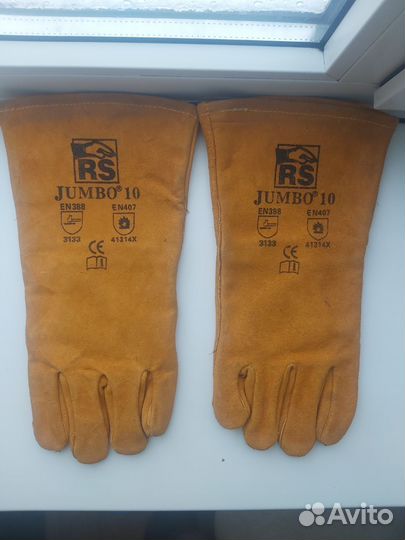 RS
JUMBO® 10
EN388 EN407
3133 41314X
CE
RS
JUMBO® 10
EN388 EN407
3133 41314X
CE
Avito